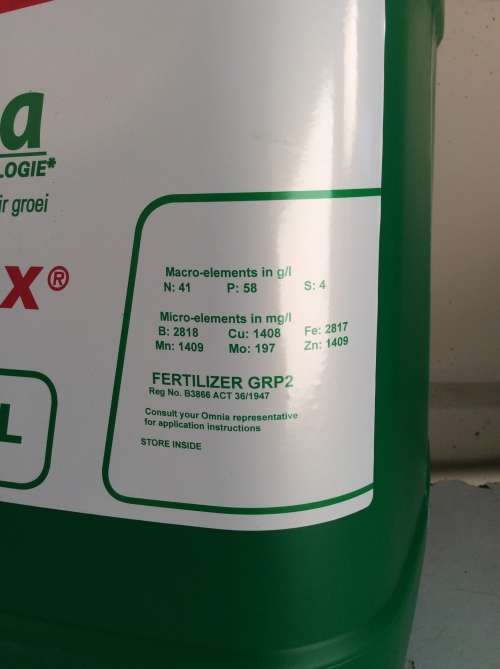 a
LOGIE*
ir groei
X®
L
Macro-elements in g/l
N: 41 P: 58 S: 4
Micro-elements in mg/l
B: 2818 Cu: 1408 Fe: 2817
Mn: 1409 Mo: 197 Zn: 1409
FERTILIZER GRP2
Reg No. B3866 ACT 36/1947
Consult your Omnia representative
for application instructions
STORE INSIDE